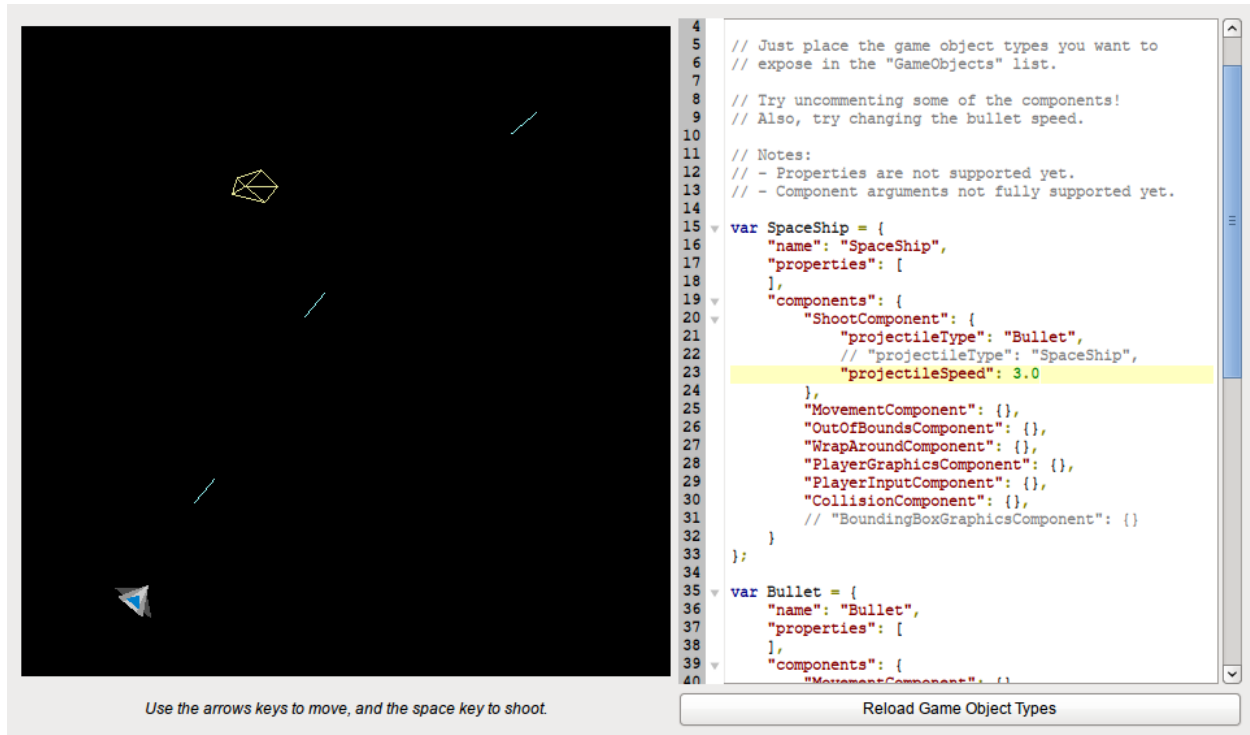 4
5 // Just place the game object types you want to
6 // expose in the "GameObjects" list.
7
8 // Try uncommenting some of the components!
9 // Also, try changing the bullet speed.
10
11 // Notes:
12 // - Properties are not supported yet.
13 // - Component arguments not fully supported yet.
14
15 var SpaceShip = {
16 "name": "SpaceShip",
17 "properties": [
18 ],
19 "components": {
20 "ShootComponent": {
21 "projectileType": "Bullet",
22 // "projectileType": "SpaceShip",
23 "projectileSpeed": 3.0
24 },
25 "MovementComponent": {},
26 "OutOfBoundsComponent": {},
27 "WrapAroundComponent": {},
28 "PlayerGraphicsComponent": {},
29 "PlayerInputComponent": {},
30 "CollisionComponent": {},
31 // "BoundingBoxGraphicsComponent": {}
32 }
33 };
34
35 var Bullet = {
36 "name": "Bullet",
37 "properties": [
38 ],
39 "components": {
40 "MovementComponent": {}
Use the arrows keys to move, and the space key to shoot.
Reload Game Object Types